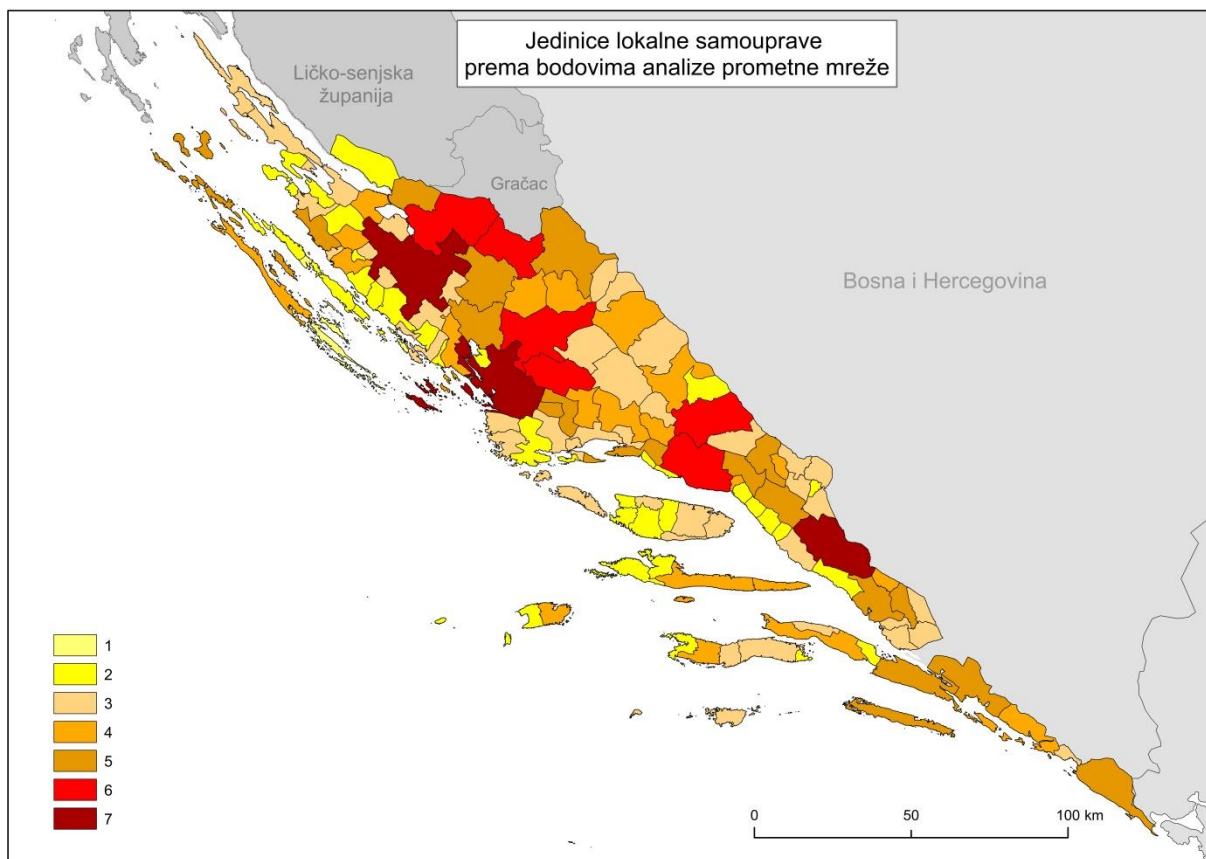 Jedinice lokalne samouprave
prema bodovima analize prometne mreže
Ličko-senjska
županija
Gračac
Bosna i Hercegovina
1
2
3
4
5
6
7
0 50 100 km